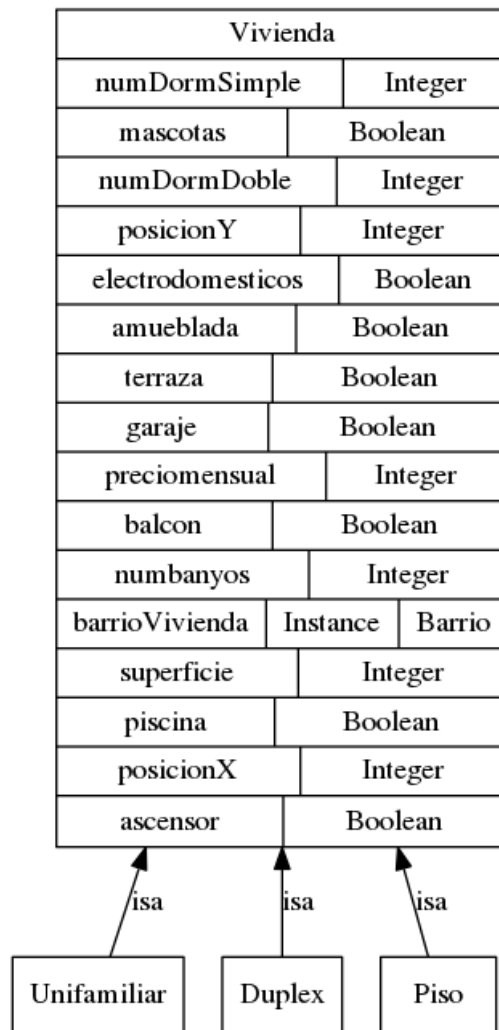 Vivienda
numDormSimple Integer
mascotas Boolean
numDormDoble Integer
posicionY Integer
electrodomesticos Boolean
amueblada Boolean
terraza Boolean
garaje Boolean
preciomensual Integer
balcon Boolean
numbanyos Integer
barrioVivienda Instance Barrio
superficie Integer
piscina Boolean
posicionX Integer
ascensor Boolean
isa isa isa
Unifamiliar Duplex Piso